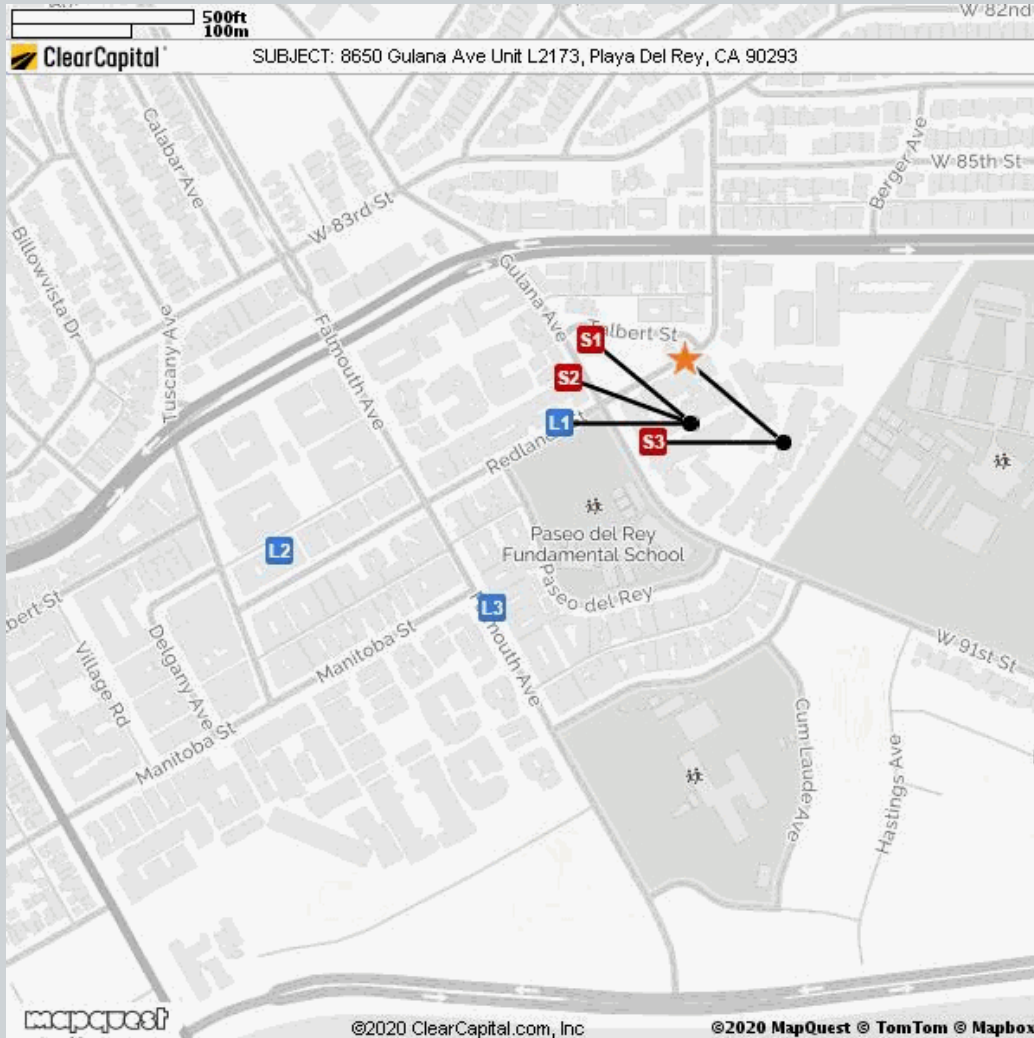 W 82nd
500ft
100m
ClearCapital
SUBJECT: 8650 Gulana Ave Unit L2173, Playa Del Rey, CA 90293
Calabar Ave
Berger Ave
W 85th St
W 83rd St
Billowvista Dr
Gulana Ave
Tuscany Ave
Falmouth Ave
Talbert St
S1
S2
L1
S3
Redlands St
Paseo del Rey
Fundamental School
L2
Paseo del Rey
L3
Falmouth Ave
bert St
Manitoba St
Delgany Ave
Village Rd
W 91st St
Manitoba St
Cum Laude Ave
Hastings Ave
mapquest
©2020 ClearCapital.com, Inc
©2020 MapQuest © TomTom © Mapbox